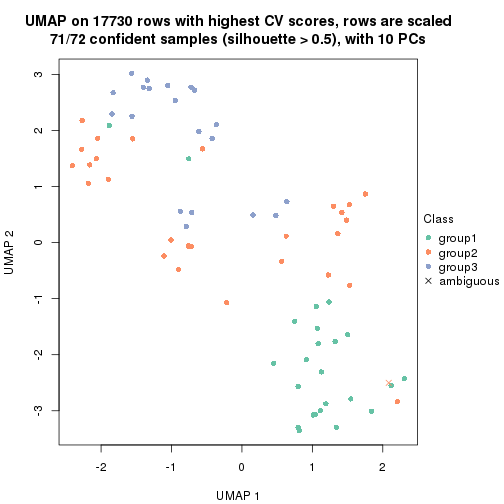 UMAP on 17730 rows with highest CV scores, rows are scaled
71/72 confident samples (silhouette > 0.5), with 10 PCs
3
2
1
0
-1
-2
-3
UMAP 2
-2
-1
0
1
2
UMAP 1
Class
group1
group2
group3
ambiguous